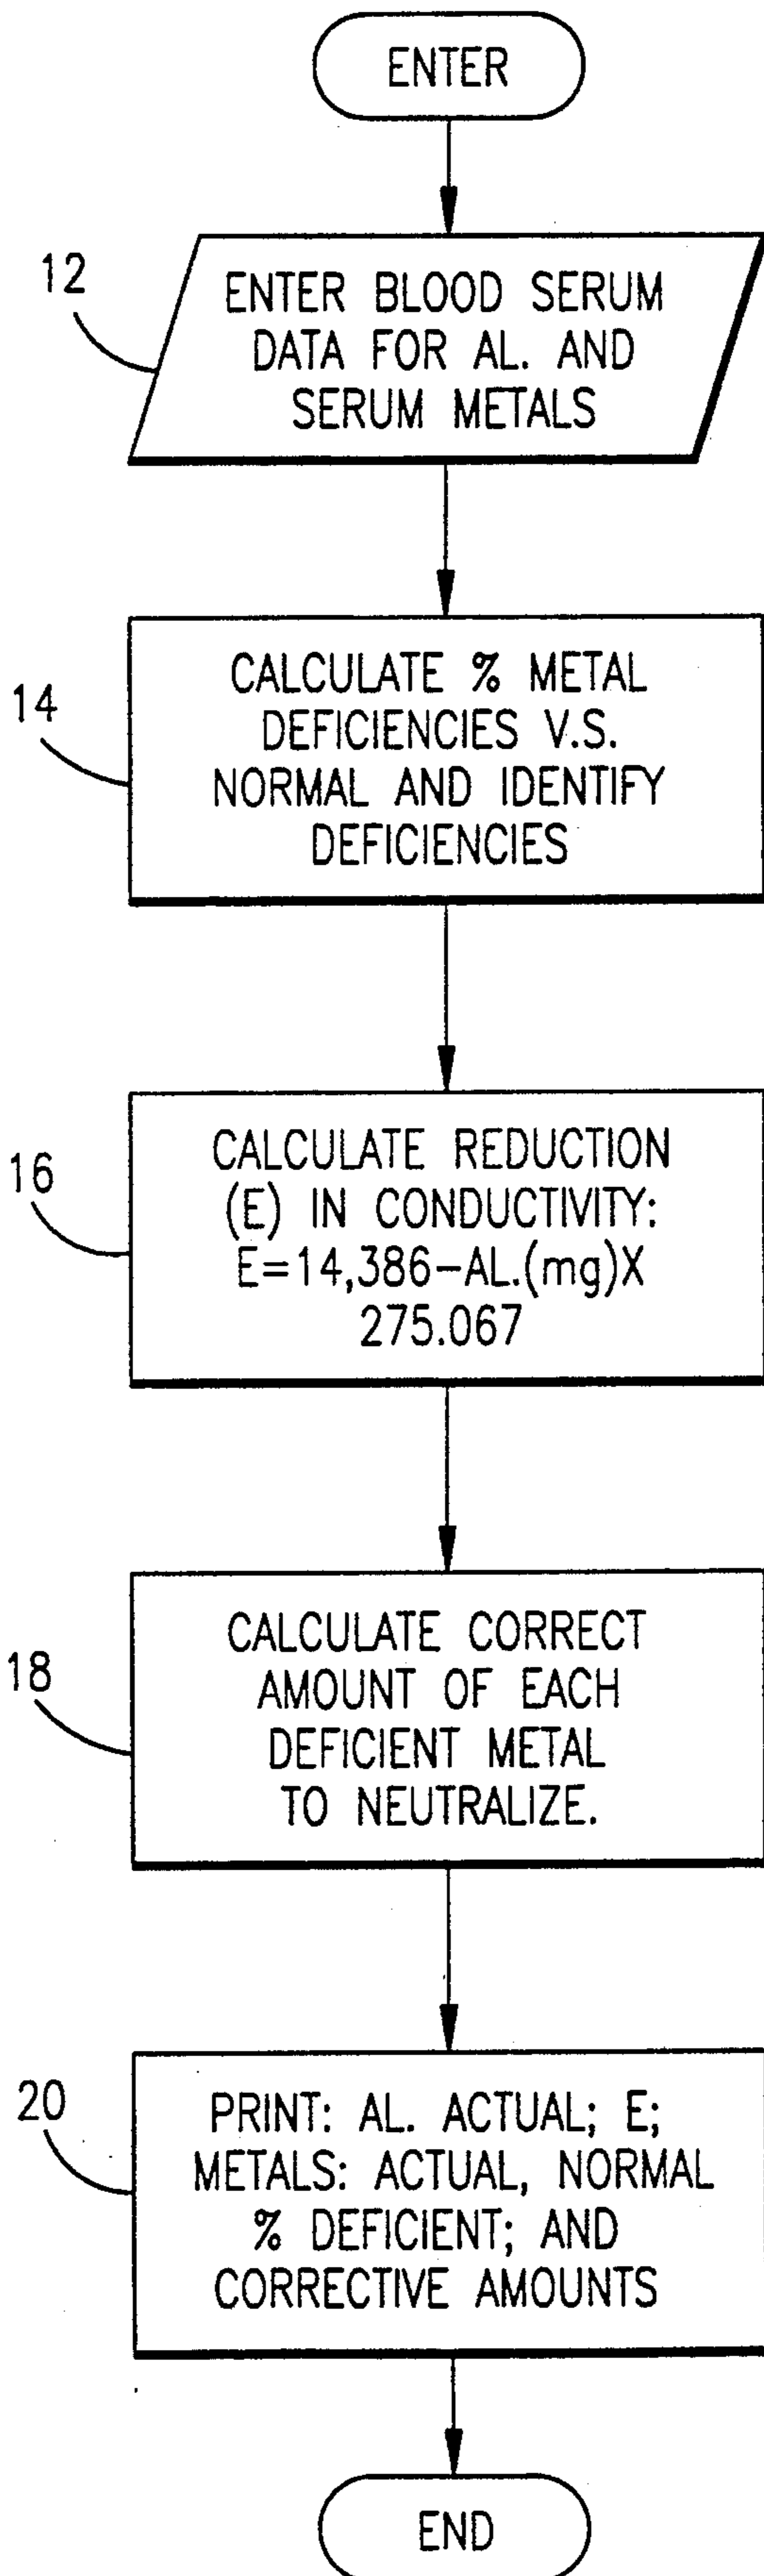 ENTER
12
ENTER BLOOD SERUM
DATA FOR AL. AND
SERUM METALS
14
CALCULATE % METAL
DEFICIENCIES V.S.
NORMAL AND IDENTIFY
DEFICIENCIES
16
CALCULATE REDUCTION
(E) IN CONDUCTIVITY:
E=14,386-AL.(mg)X
275.067
18
CALCULATE CORRECT
AMOUNT OF EACH
DEFICIENT METAL
TO NEUTRALIZE.
20
PRINT: AL. ACTUAL; E;
METALS: ACTUAL, NORMAL
% DEFICIENT; AND
CORRECTIVE AMOUNTS
END